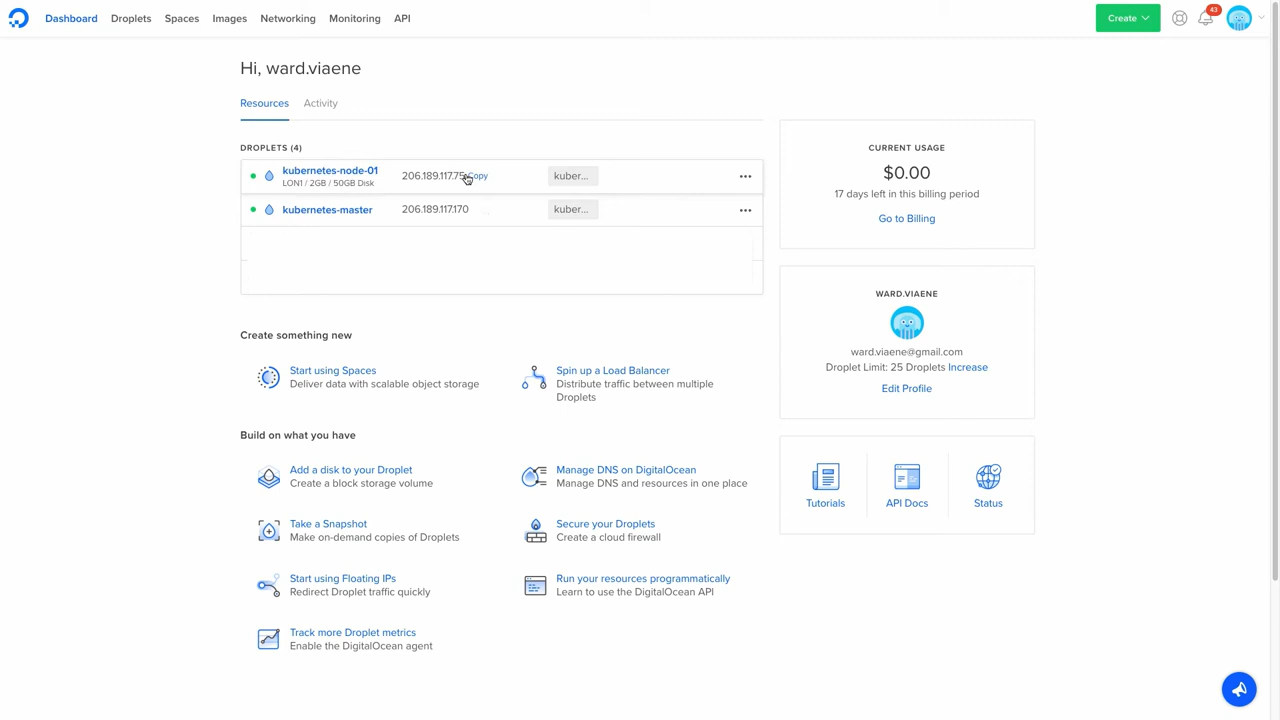 Dashboard Droplets Spaces Images Networking Monitoring API Create 43
Hi, ward.viaene
Resources Activity
DROPLETS (4)
kubernetes-node-01 206.189.117.75 Copy kuber...
LON1 / 2GB / 50GB Disk
kubernetes-master 206.189.117.170 kuber...
Create something new
Start using Spaces
Deliver data with scalable object storage
Spin up a Load Balancer
Distribute traffic between multiple
Droplets
Build on what you have
Add a disk to your Droplet
Create a block storage volume
Manage DNS on DigitalOcean
Manage DNS and resources in one place
Take a Snapshot
Make on-demand copies of Droplets
Secure your Droplets
Create a cloud firewall
Start using Floating IPs
Redirect Droplet traffic quickly
Run your resources programmatically
Learn to use the DigitalOcean API
Track more Droplet metrics
Enable the DigitalOcean agent
CURRENT USAGE
$0.00
17 days left in this billing period
Go to Billing
WARD.VIAENE
ward.viaene@gmail.com
Droplet Limit: 25 Droplets Increase
Edit Profile
Tutorials API Docs Status